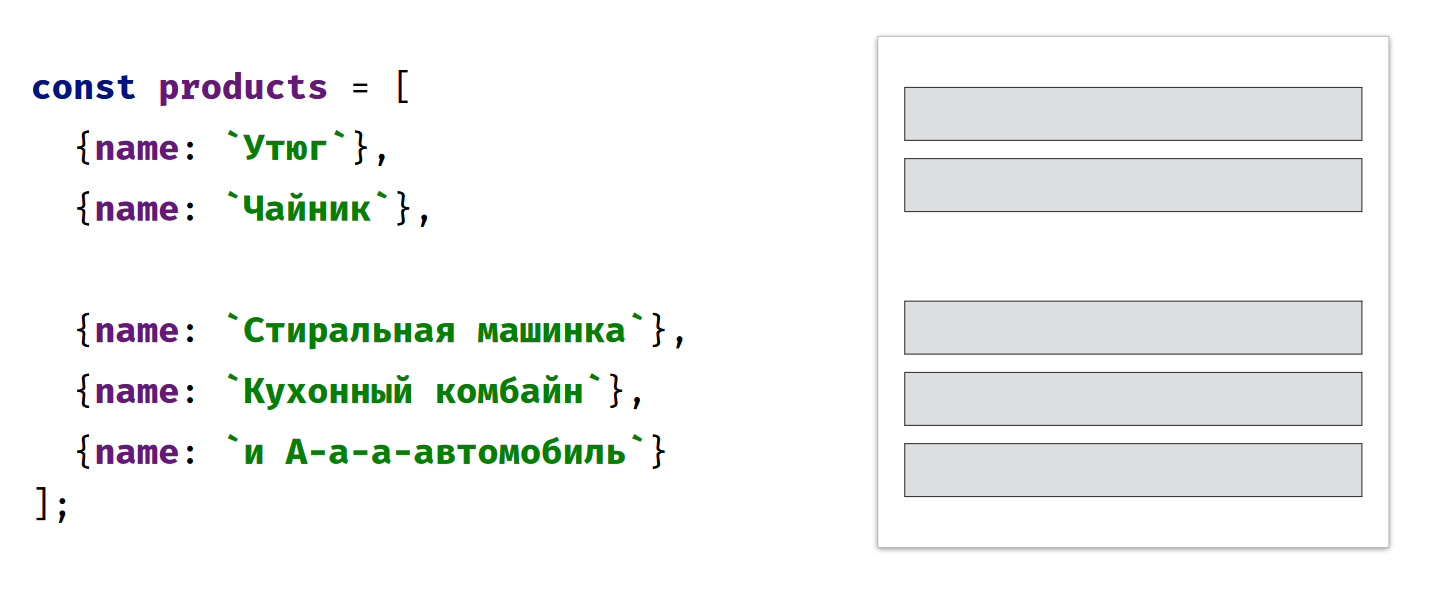 const products = [
{name: `Утюг`},
{name: `Чайник`},
{name: `Стиральная машинка`},
{name: `Кухонный комбайн`},
{name: `и А-а-а-автомобиль`}
];